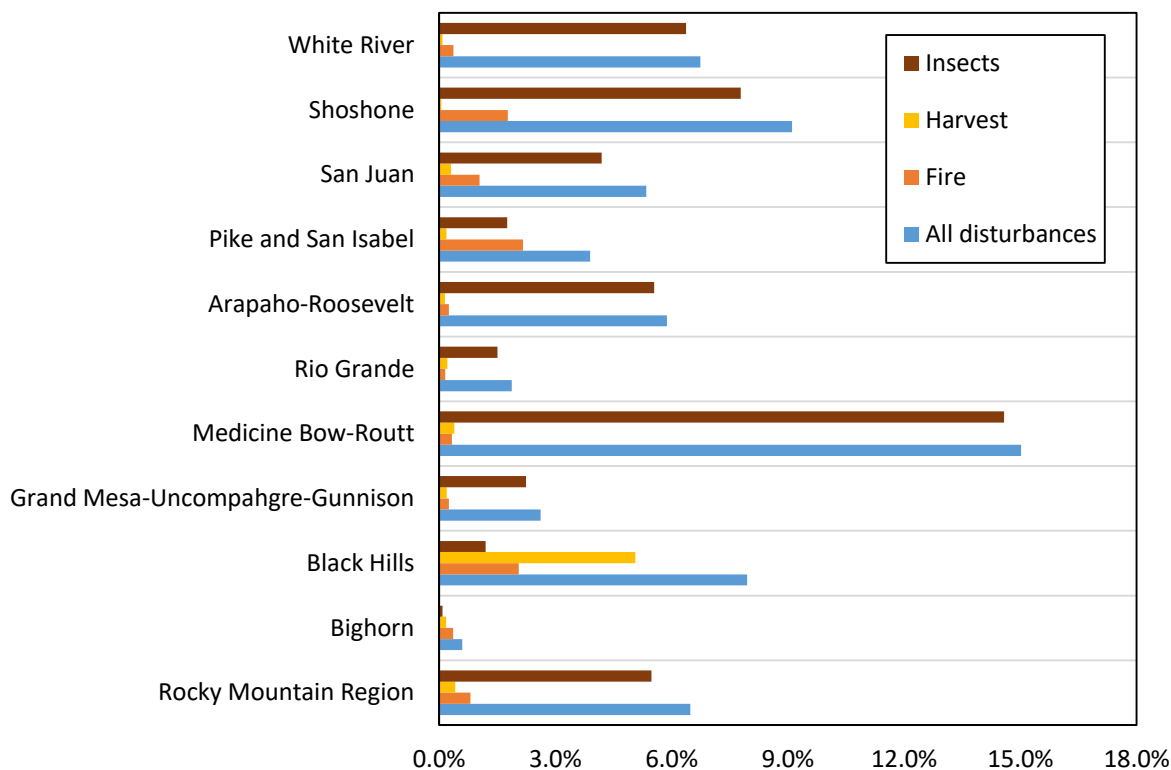 White River
Shoshone
San Juan
Pike and San Isabel
Arapaho-Roosevelt
Rio Grande
Medicine Bow-Routt
Grand Mesa-Uncompahgre-Gunnison
Black Hills
Bighorn
Rocky Mountain Region
Insects
Harvest
Fire
All disturbances
0.0% 3.0% 6.0% 9.0% 12.0% 15.0% 18.0%